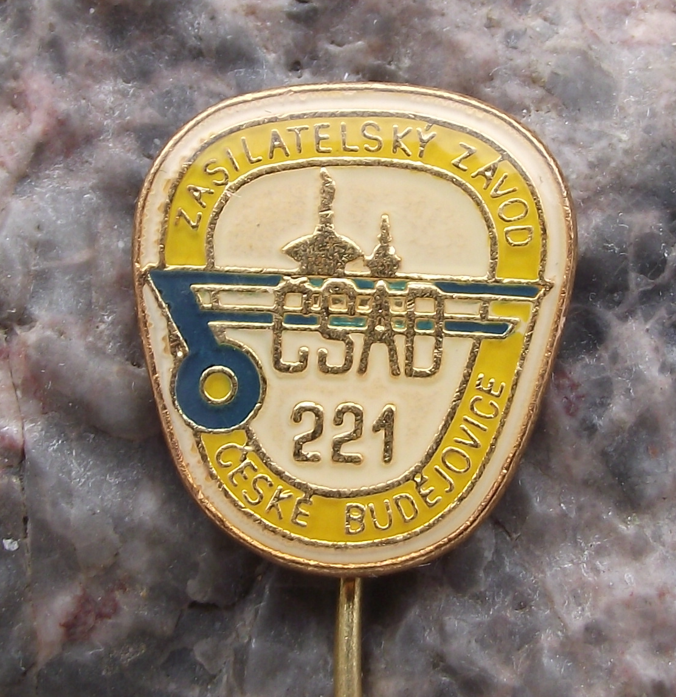 ZASILATELSKÝ ZÁVOD
ČSAD
221
ČESKÉ BUDĚJOVICE